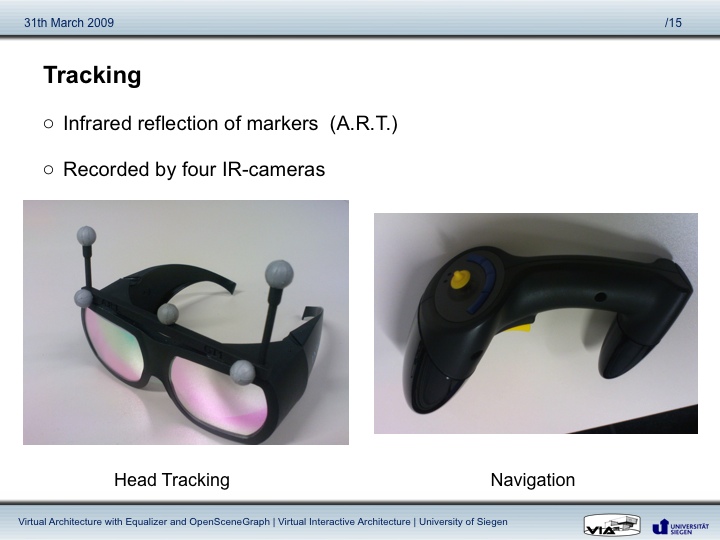 31th March 2009
/15
Tracking
○ Infrared reflection of markers  (A.R.T.)
○ Recorded by four IR-cameras
Head Tracking
Navigation
Virtual Architecture with Equalizer and OpenSceneGraph | Virtual Interactive Architecture | University of Siegen
VIA
UNIVERSITÄT
SIEGEN